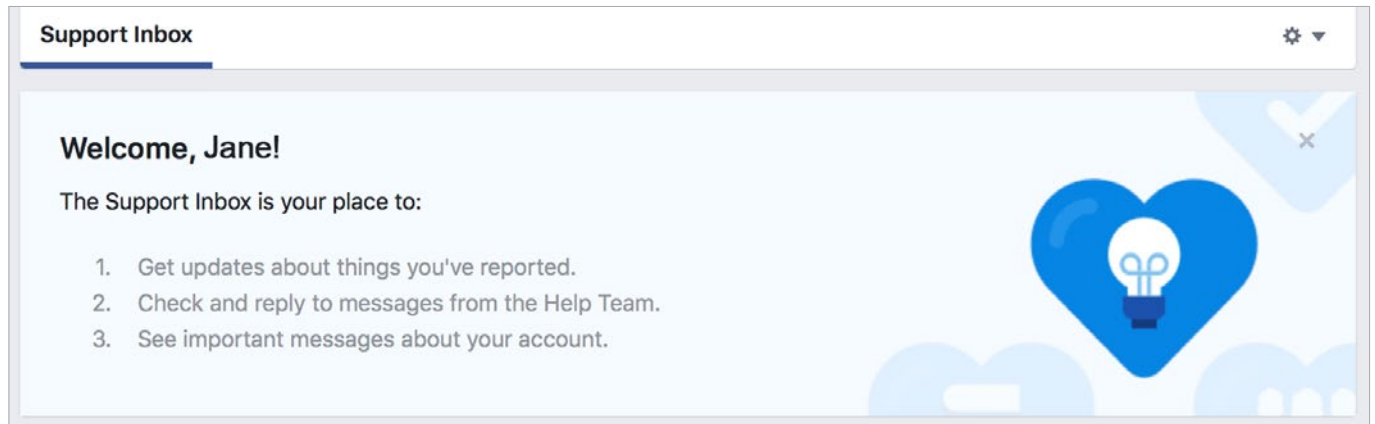 Support Inbox
Welcome, Jane!
The Support Inbox is your place to:
1. Get updates about things you've reported.
2. Check and reply to messages from the Help Team.
3. See important messages about your account.